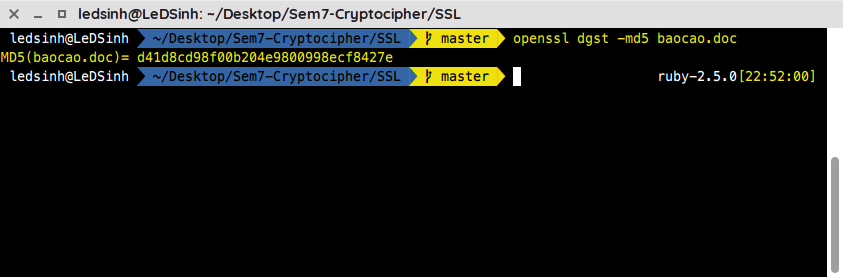 ledsinh@LeDSinh: ~/Desktop/Sem7-Cryptocipher/SSL
ledsinh@LeDSinh ~/Desktop/Sem7-Cryptocipher/SSL master openssl dgst -md5 baocao.doc
MD5(baocao.doc)= d41d8cd98f00b204e9800998ecf8427e
ledsinh@LeDSinh ~/Desktop/Sem7-Cryptocipher/SSL master ruby-2.5.0[22:52:00]